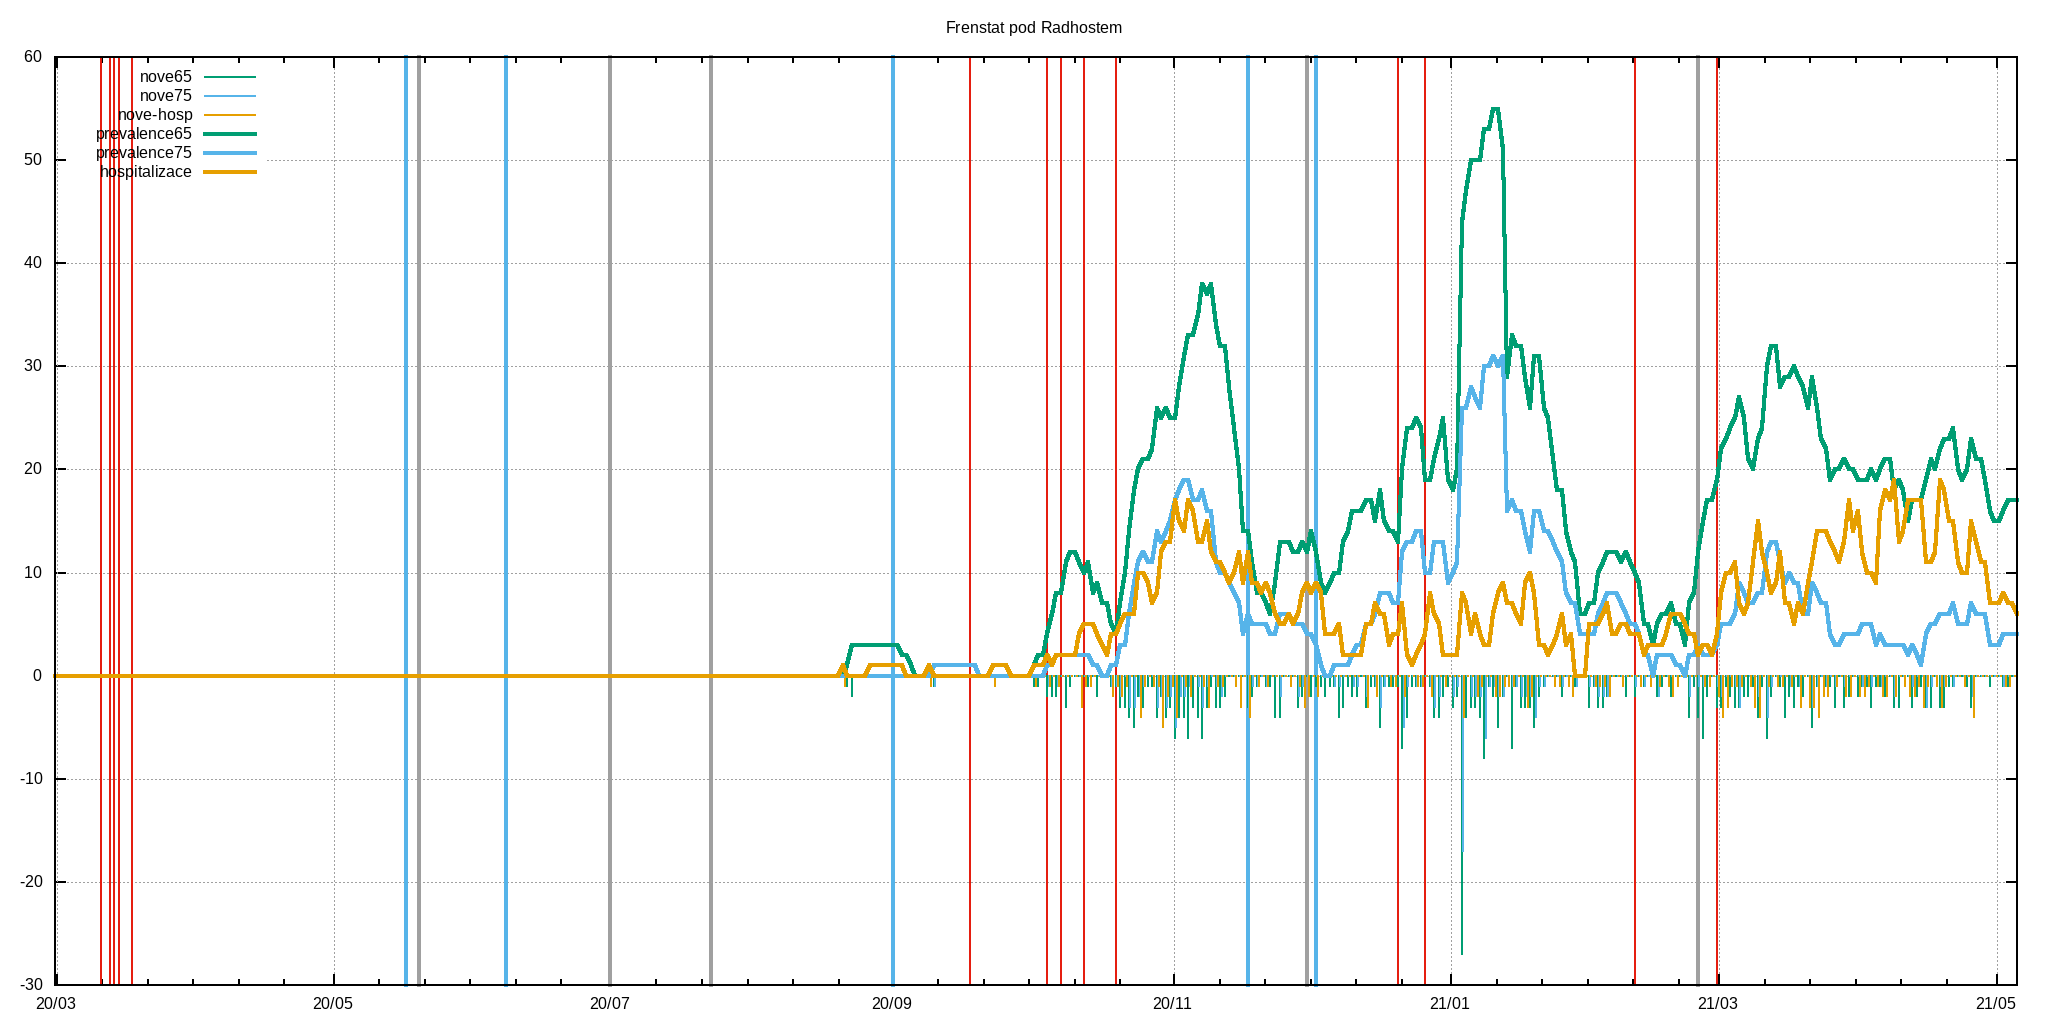 Frenstat pod Radhostem
60
50
40
30
20
10
0
-10
-20
-30
nove65
nove75
nove-hosp
prevalence65
prevalence75
hospitalizace
20/03 20/05 20/07 20/09 20/11 21/01 21/03 21/05